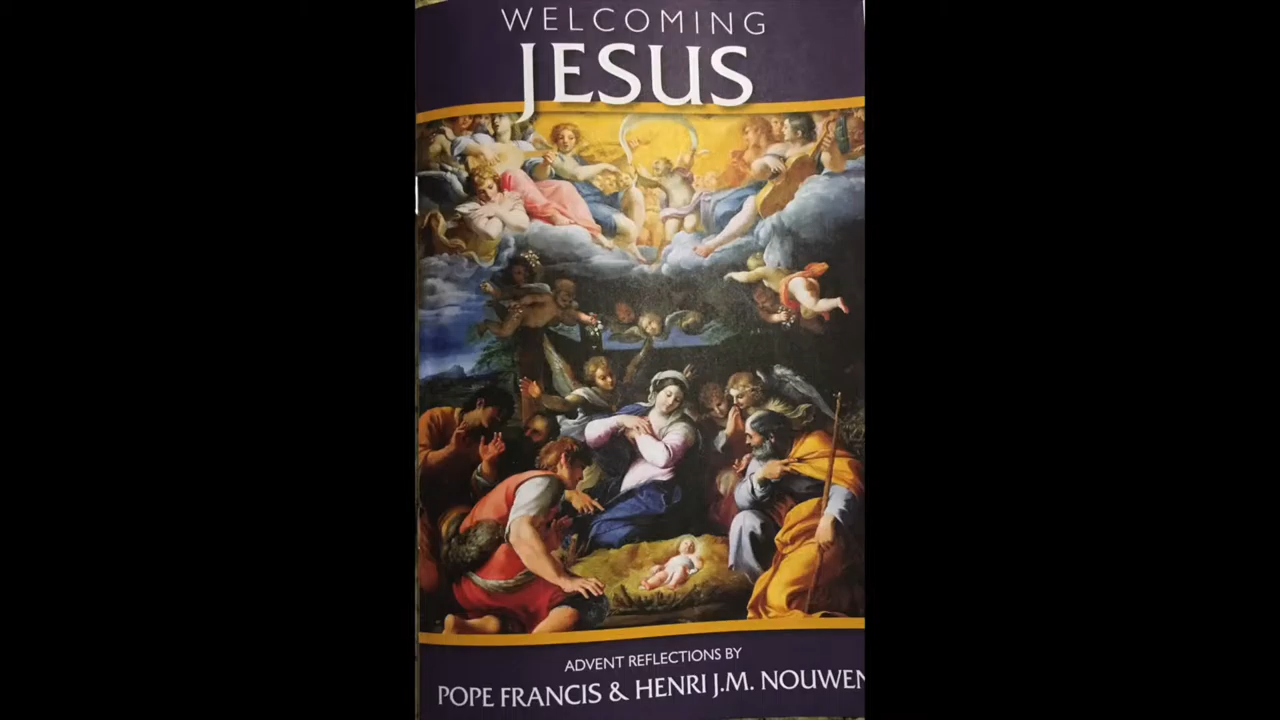 WELCOMING
JESUS
ADVENT REFLECTIONS BY
POPE FRANCIS & HENRI J.M. NOUWEN